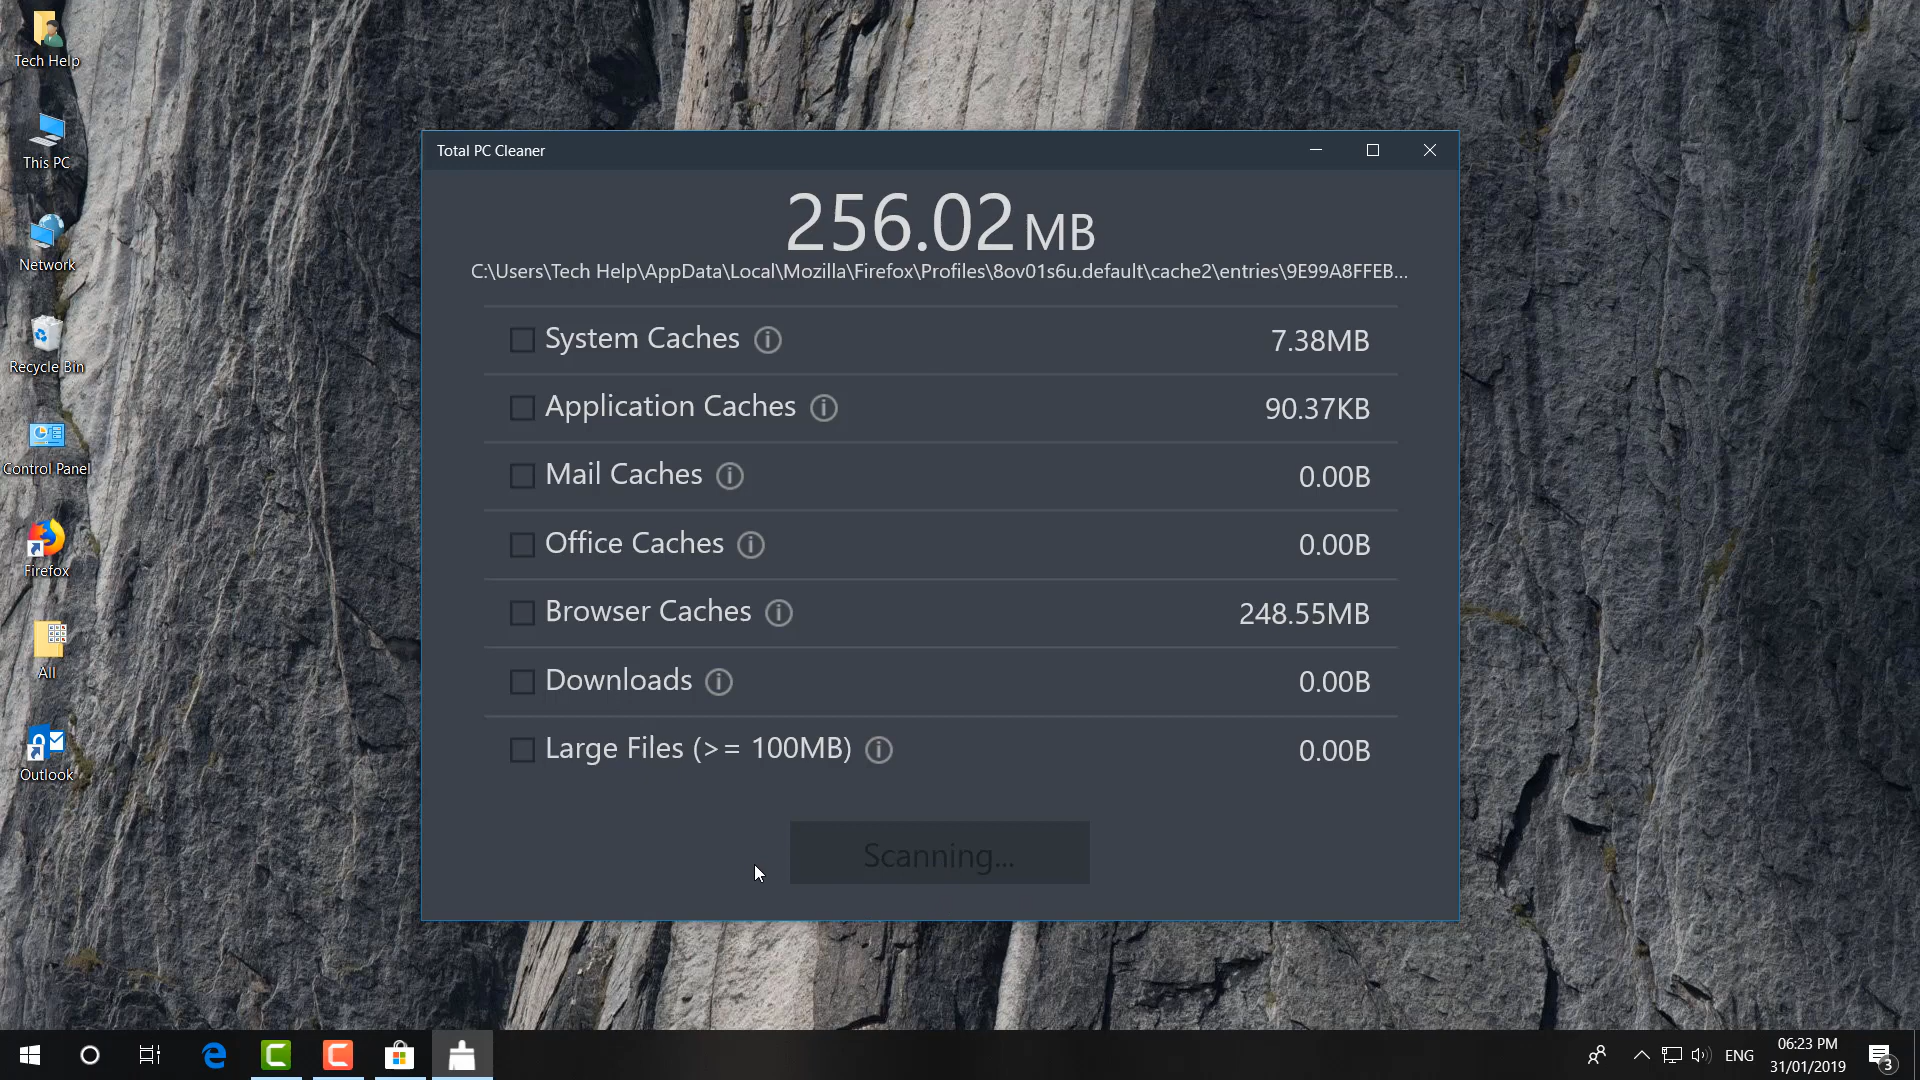 Tech Help
This PC
Network
Recycle Bin
Control Panel
Firefox
All
Outlook
Total PC Cleaner
256.02MB
C:\Users\Tech Help\AppData\Local\Mozilla\Firefox\Profiles\8ov01s6u.default\cache2\entries\9E99A8FFEB...
System Caches 7.38MB
Application Caches 90.37KB
Mail Caches 0.00B
Office Caches 0.00B
Browser Caches 248.55MB
Downloads 0.00B
Large Files (>= 100MB) 0.00B
Scanning...
ENG
06:23 PM
31/01/2019
3